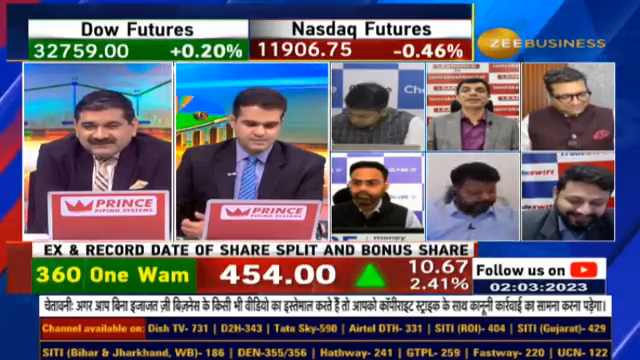 Dow Futures
32759.00 +0.20%
Nasdaq Futures
11906.75 -0.46%
ZEEBUSINESS
PRINCE
PIPING SYSTEMS
PRINCE
PIPING SYSTEMS
money
EX & RECORD DATE OF SHARE SPLIT AND BONUS SHARE
360 One Wam 454.00 10.67
2.41%
Follow us on
02:03:2023
चेतावनी: अगर आप बिना इजाजत ज़ी बिज़नेस के किसी भी वीडियो का इस्तेमाल करते हैं तो आपको कॉपीराइट स्ट्राइक के साथ कानूनी कार्रवाई का सामना करना पड़ेगा.
Channel available on: Dish TV- 731 | D2H-343 | Tata Sky-590 | Airtel DTH- 331 | SITI (ROI) - 404 | SITI (Gujarat) - 429
SITI (Bihar & Jharkhand, WB)- 186 | DEN-355/356 | Hathway- 241 | GTPL- 259 | Fastway- 220 | UCN- 122